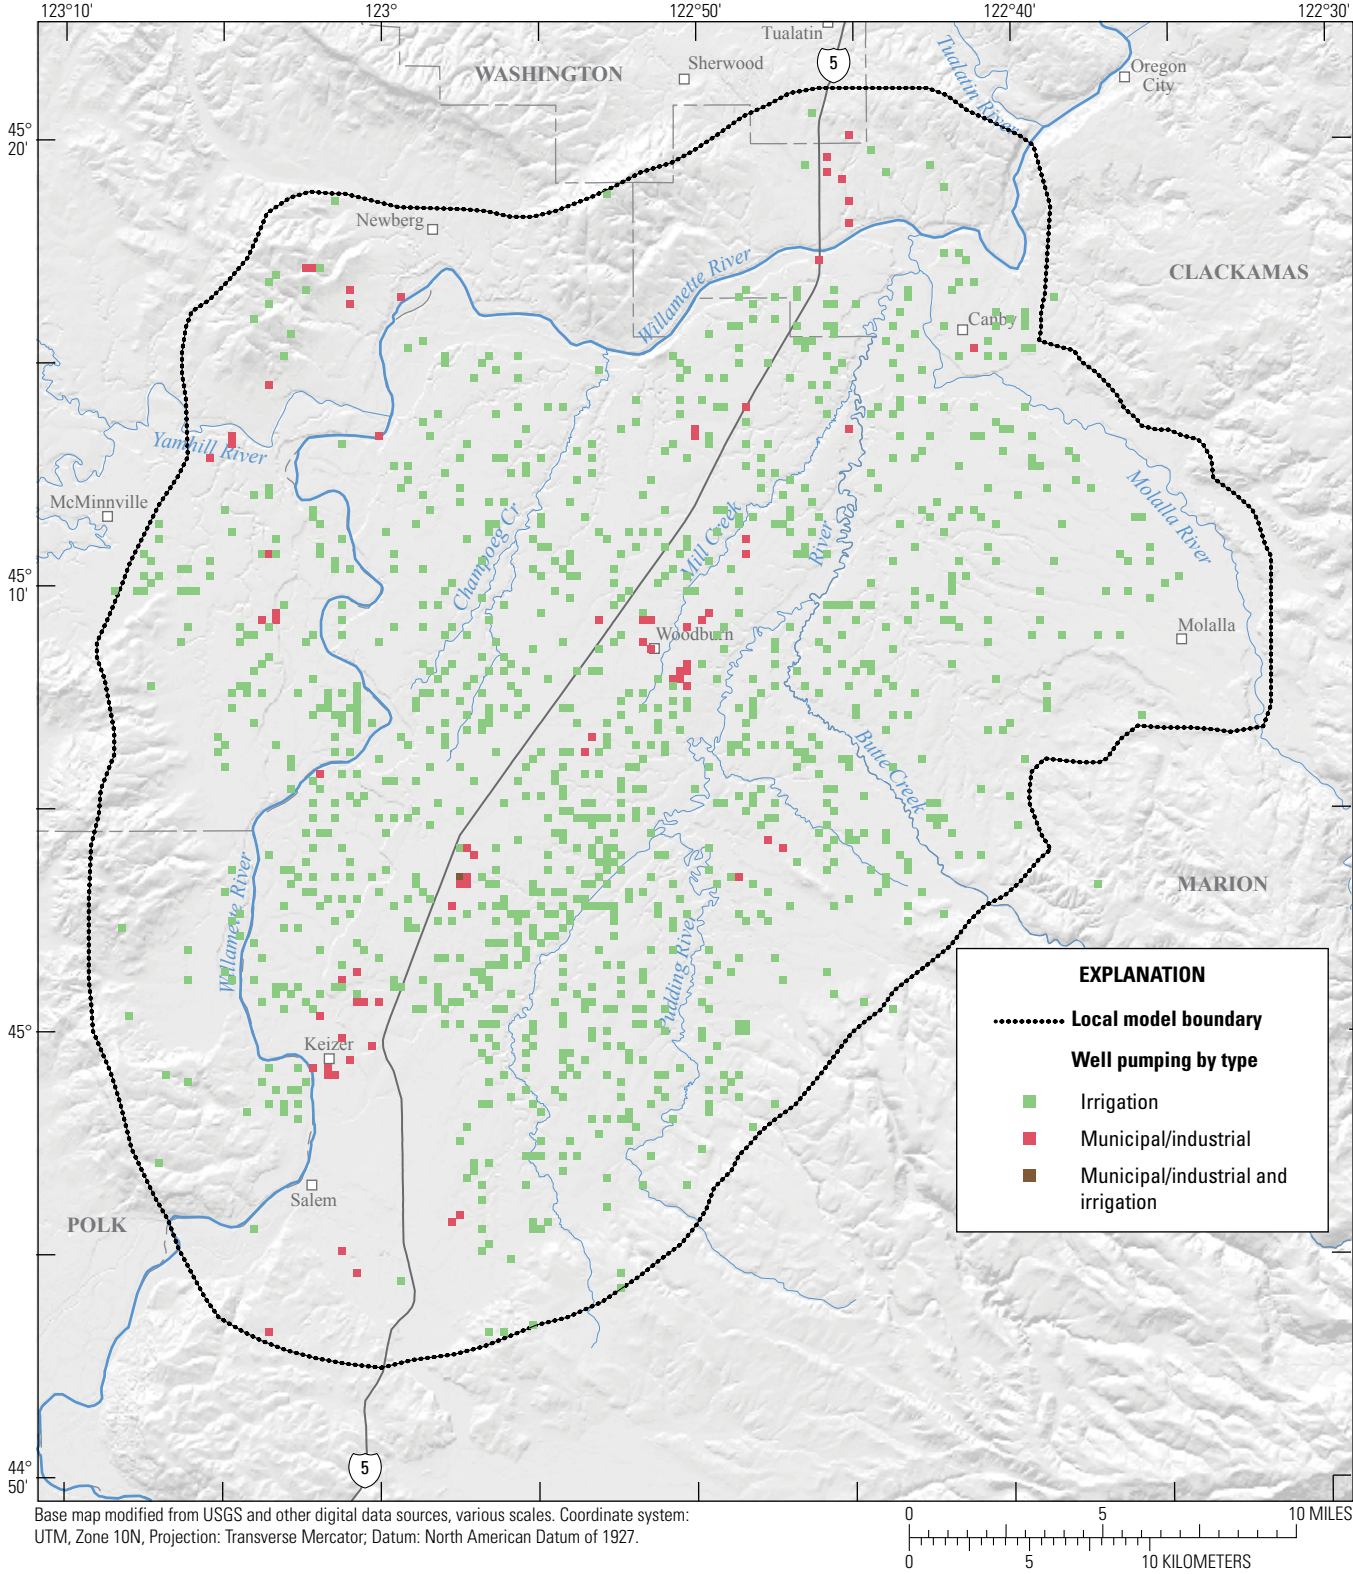 123°10'
123°
122°50'
122°40'
122°30'
Tualatin
5
WASHINGTON
Sherwood
Tualatin River
Oregon
City
45°
20'
Newberg
Willamette River
CLACKAMAS
Canby
Yamhill River
McMinnville
Champoeg Cr
Mill Creek
River
Molalla River
45°
10'
Woodburn
Molalla
Butte Creek
Willamette River
MARION
Pudding River
45°
Keizer
Salem
POLK
EXPLANATION
Local model boundary
Well pumping by type
Irrigation
Municipal/industrial
Municipal/industrial and
irrigation
44°
50'
5
Base map modified from USGS and other digital data sources, various scales. Coordinate system:
UTM, Zone 10N, Projection: Transverse Mercator; Datum: North American Datum of 1927.
0 5 10 MILES
0 5 10 KILOMETERS